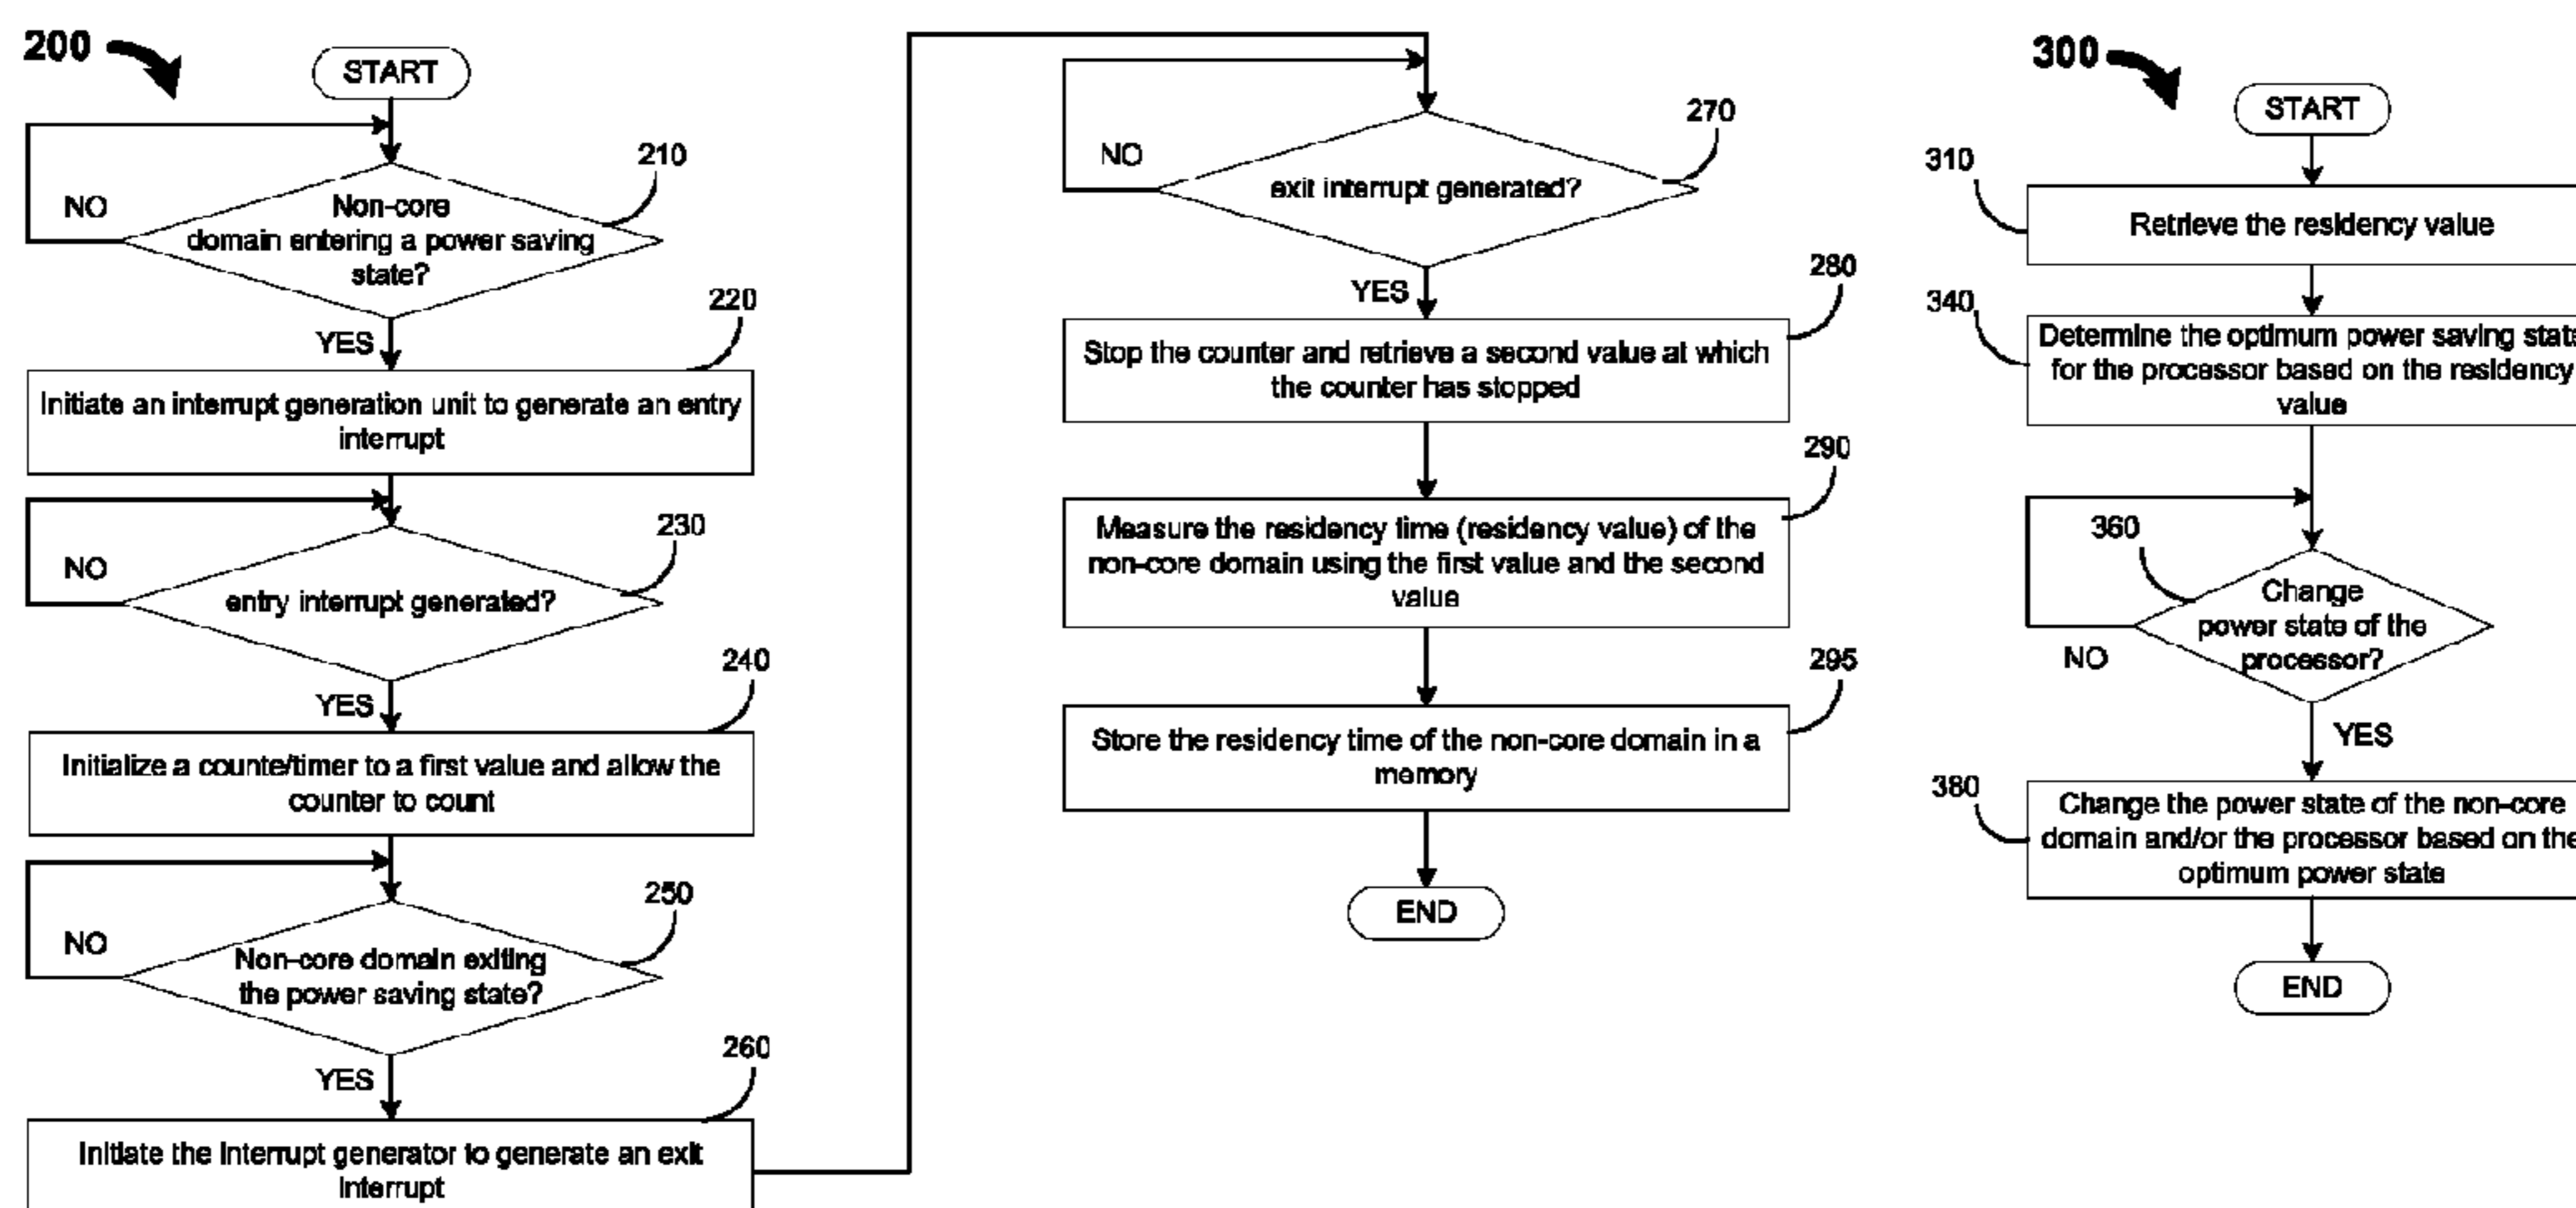 200
START
210
NO
Non-core
domain entering a power saving
state?
220
YES
Initiate an interrupt generation unit to generate an entry
interrupt
230
NO
entry interrupt generated?
240
YES
Initialize a counte/timer to a first value and allow the
counter to count
250
NO
Non-core domain exiting
the power saving state?
260
YES
Initiate the interrupt generator to generate an exit
interrupt
270
NO
exit interrupt generated?
280
YES
Stop the counter and retrieve a second value at which
the counter has stopped
290
Measure the residency time (residency value) of the
non-core domain using the first value and the second
value
295
Store the residency time of the non-core domain in a
memory
END
300
START
310
Retrieve the residency value
340
Determine the optimum power saving state
for the processor based on the residency
value
360
Change
power state of the
processor?
NO
YES
380
Change the power state of the non-core
domain and/or the processor based on the
optimum power state
END